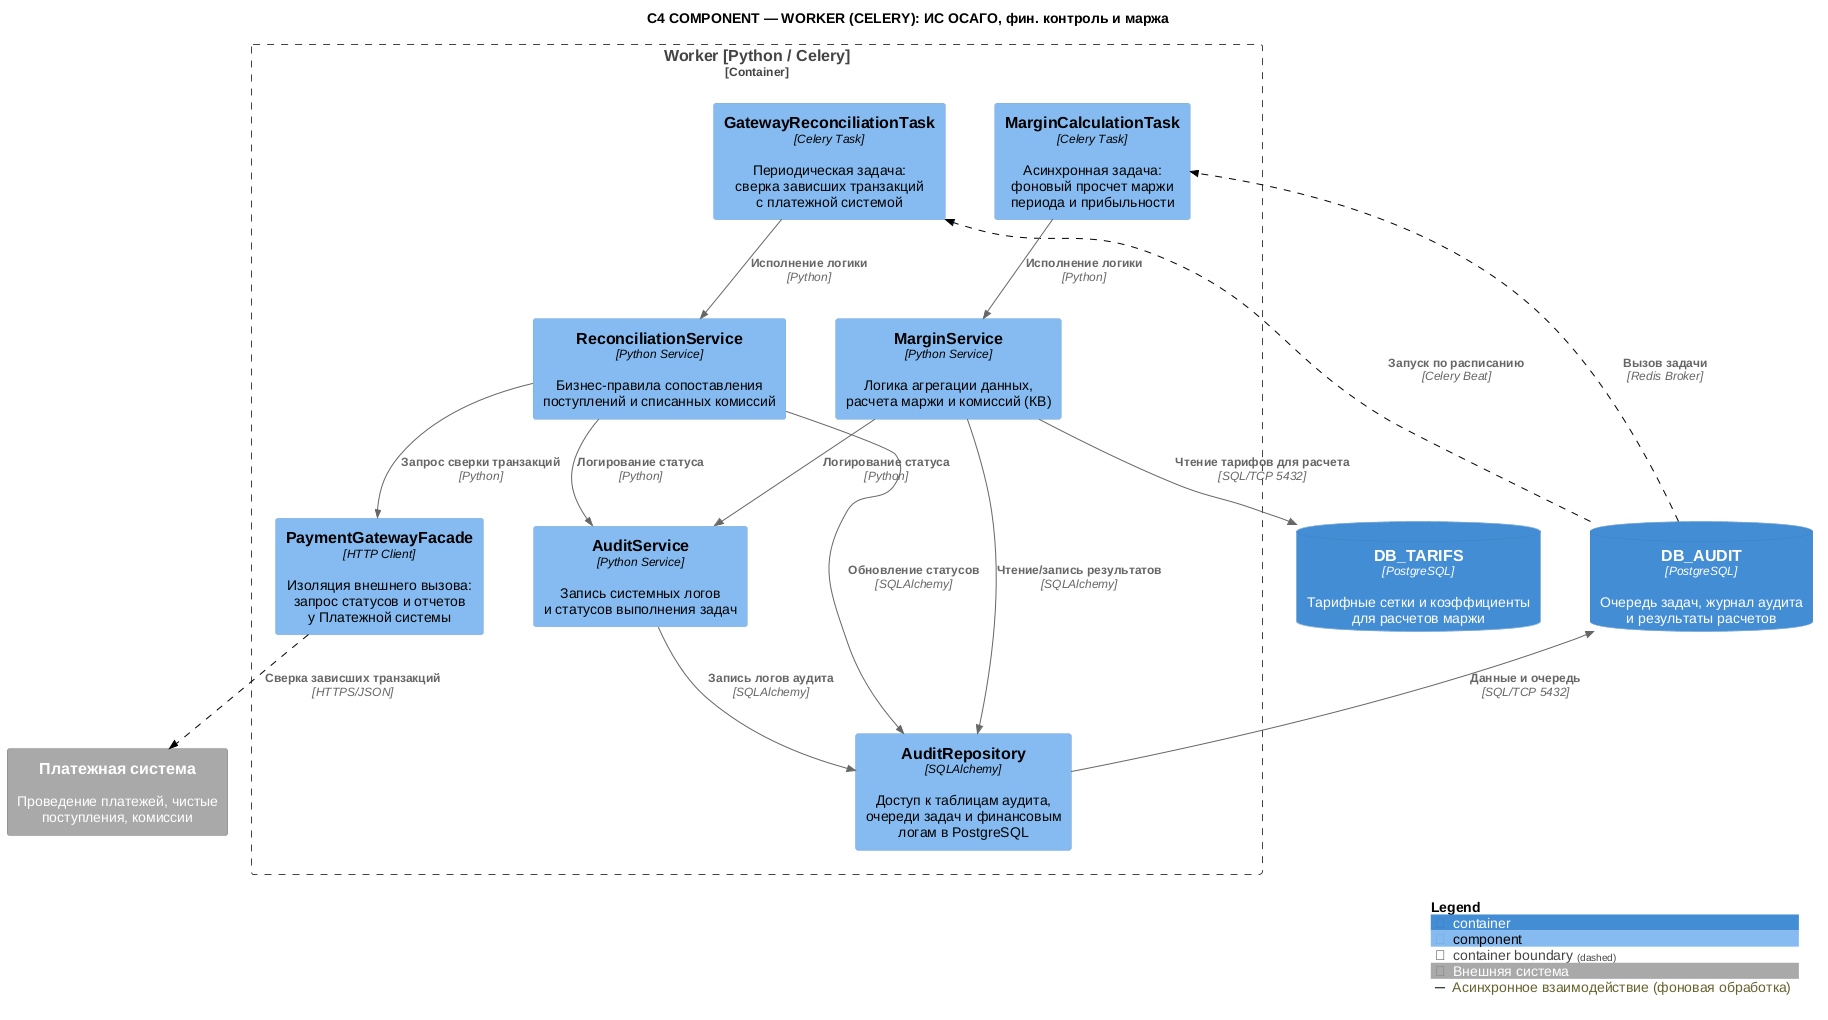 C4 COMPONENT — WORKER (CELERY): ИС ОСАГО, фин. контроль и маржа
Worker [Python / Celery]
[Container]
GatewayReconciliationTask
[Celery Task]
Периодическая задача:
сверка зависших транзакций
с платежной системой
MarginCalculationTask
[Celery Task]
Асинхронная задача:
фоновый просчет маржи
периода и прибыльности
Исполнение логики
[Python]
Исполнение логики
[Python]
ReconciliationService
[Python Service]
Бизнес-правила сопоставления
поступлений и списанных комиссий
MarginService
[Python Service]
Логика агрегации данных,
расчета маржи и комиссий (КВ)
Запуск по расписанию
[Celery Beat]
Вызов задачи
[Redis Broker]
Запрос сверки транзакций
[Python]
Логирование статуса
[Python]
Логирование статуса
[Python]
Чтение тарифов для расчета
[SQL/TCP 5432]
PaymentGatewayFacade
[HTTP Client]
Изоляция внешнего вызова:
запрос статусов и отчетов
у Платежной системы
AuditService
[Python Service]
Запись системных логов
и статусов выполнения задач
Обновление статусов
[SQLAlchemy]
Чтение/запись результатов
[SQLAlchemy]
DB_TARIFS
[PostgreSQL]
Тарифные сетки и коэффициенты
для расчетов маржи
DB_AUDIT
[PostgreSQL]
Очередь задач, журнал аудита
и результаты расчетов
Сверка зависших транзакций
[HTTPS/JSON]
Запись логов аудита
[SQLAlchemy]
Данные и очередь
[SQL/TCP 5432]
Платежная система
Проведение платежей, чистые
поступления, комиссии
AuditRepository
[SQLAlchemy]
Доступ к таблицам аудита,
очереди задач и финансовым
логам в PostgreSQL
Legend
container
component
container boundary (dashed)
Внешняя система
Асинхронное взаимодействие (фоновая обработка)